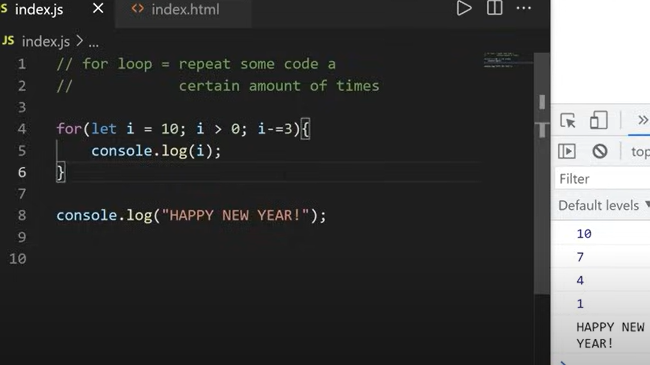 JS index.js × <> index.html
JS index.js > ...
1 // for loop = repeat some code a
2 // certain amount of times
3
4 for(let i = 10; i > 0; i-=3){
5 console.log(i);
6 }
7
8 console.log("HAPPY NEW YEAR!");
9
10
top
Filter
Default levels
10
7
4
1
HAPPY NEW
YEAR!